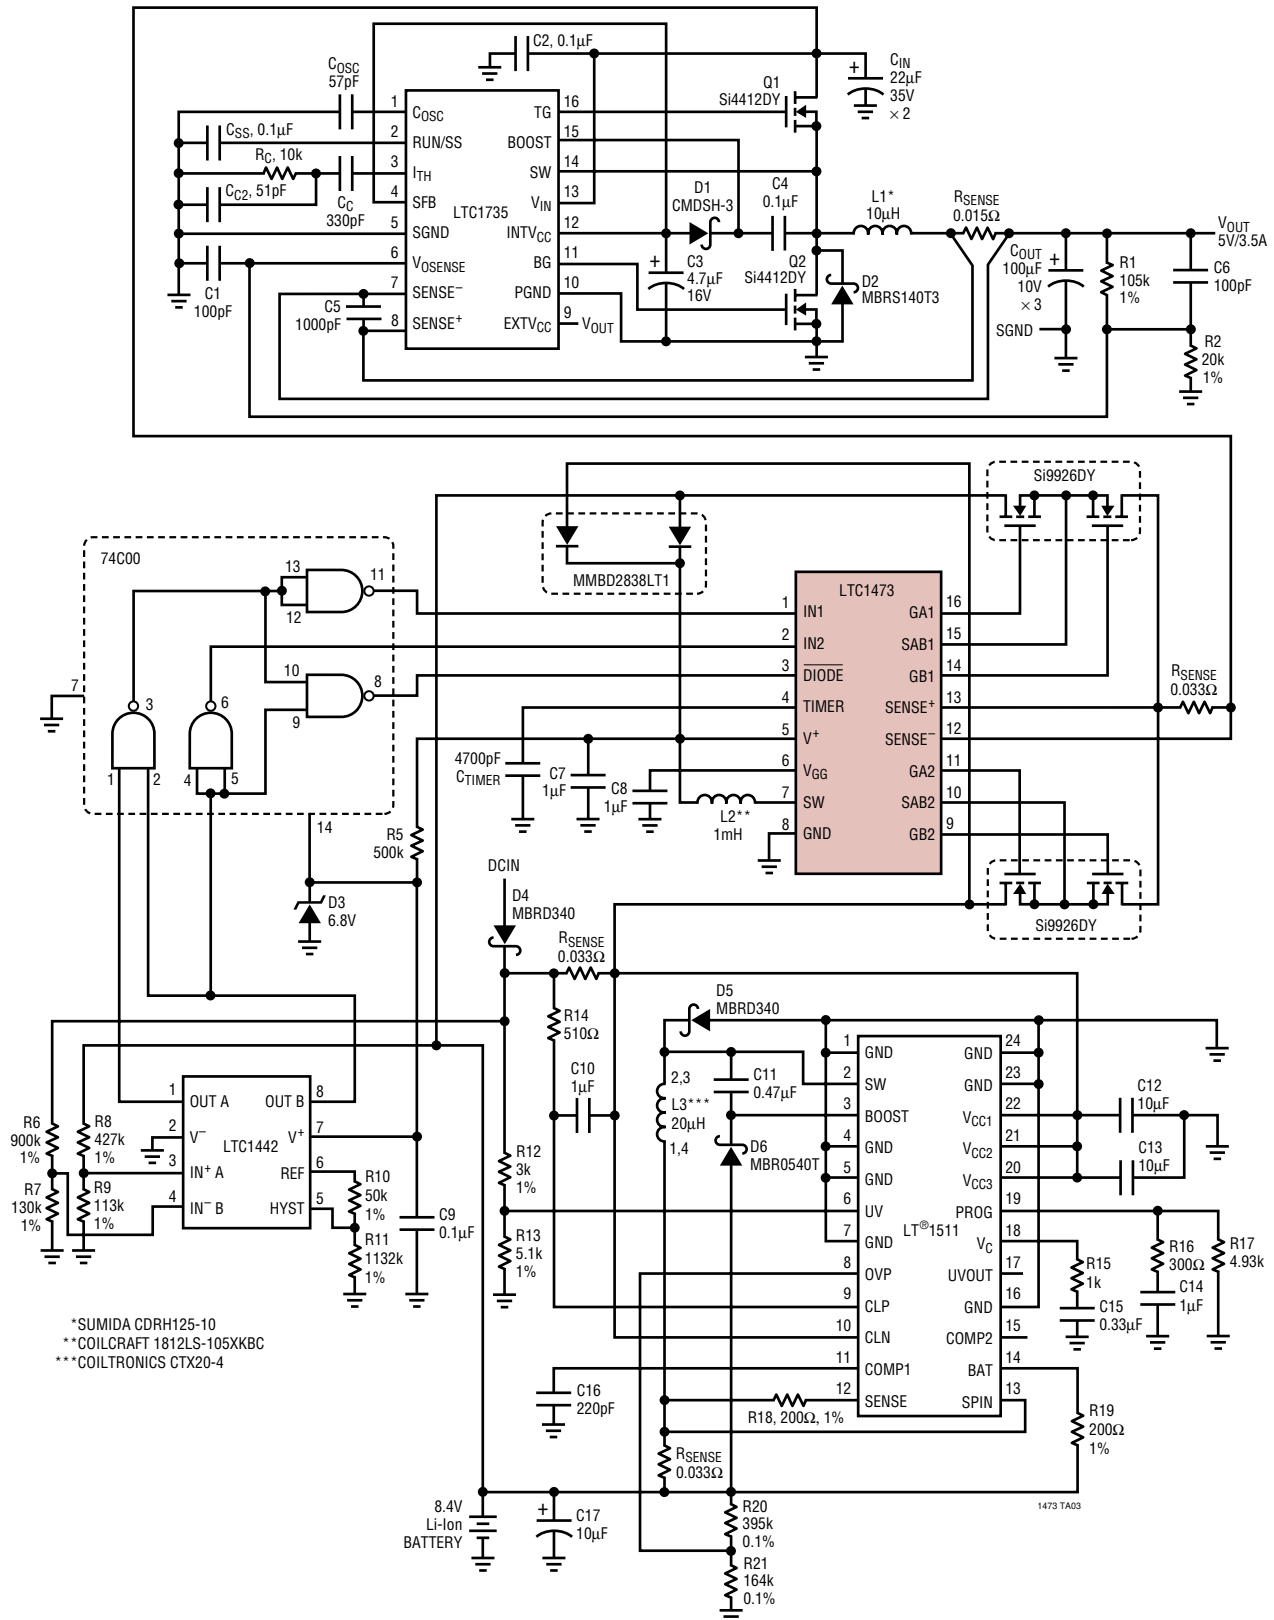 C2, 0.1µF
COSC
57pF
CSS, 0.1µF
RC, 10k
CC2, 51pF
CC
330pF
C1
100pF
C5
1000pF
1
2
3
4
5
6
7
8
COSC
RUN/SS
ITH
SFB
SGND
VOSENSE
SENSE−
SENSE+
LTC1735
TG
BOOST
SW
VIN
INTVCC
BG
PGND
EXTVCC
16
15
14
13
12
11
10
9
VOUT
Q1
Si4412DY
CIN
22µF
35V
× 2
D1
CMDSH-3
C4
0.1µF
C3
4.7µF
16V
Q2
Si4412DY
D2
MBRS140T3
L1*
10µH
RSENSE
0.015Ω
COUT
100µF
10V
× 3
SGND
R1
105k
1%
C6
100pF
R2
20k
1%
VOUT
5V/3.5A
Si9926DY
MMBD2838LT1
74C00
13
12
11
10
9
8
7
3
6
1
2
4
5
14
LTC1473
1
2
3
4
5
6
7
8
IN1
IN2
DIODE
TIMER
V+
VGG
SW
GND
GA1
SAB1
GB1
SENSE+
SENSE−
GA2
SAB2
GB2
16
15
14
13
12
11
10
9
RSENSE
0.033Ω
4700pF
CTIMER
C7
1µF
C8
1µF
L2**
1mH
R5
500k
D3
6.8V
Si9926DY
DCIN
D4
MBRD340
RSENSE
0.033Ω
R14
510Ω
C10
1µF
D5
MBRD340
2,3
L3***
20µH
1,4
C11
0.47µF
D6
MBR0540T
R6
900k
1%
R7
130k
1%
R8
427k
1%
R9
113k
1%
1
2
3
4
OUT A
V−
IN+ A
IN− B
LTC1442
OUT B
V+
REF
HYST
8
7
6
5
R10
50k
1%
R11
1132k
1%
C9
0.1µF
R12
3k
1%
R13
5.1k
1%
1
2
3
4
5
6
7
8
9
10
11
12
GND
SW
BOOST
GND
GND
UV
GND
OVP
CLP
CLN
COMP1
SENSE
LT®1511
GND
GND
VCC1
VCC2
VCC3
PROG
VC
UVOUT
GND
COMP2
BAT
SPIN
24
23
22
21
20
19
18
17
16
15
14
13
C12
10µF
C13
10µF
R15
1k
C15
0.33µF
R16
300Ω
C14
1µF
R17
4.93k
R19
200Ω
1%
C16
220pF
R18, 200Ω, 1%
RSENSE
0.033Ω
8.4V
Li-Ion
BATTERY
C17
10µF
R20
395k
0.1%
R21
164k
0.1%
*SUMIDA CDRH125-10
**COILCRAFT 1812LS-105XKBC
***COILTRONICS CTX20-4
1473 TA03